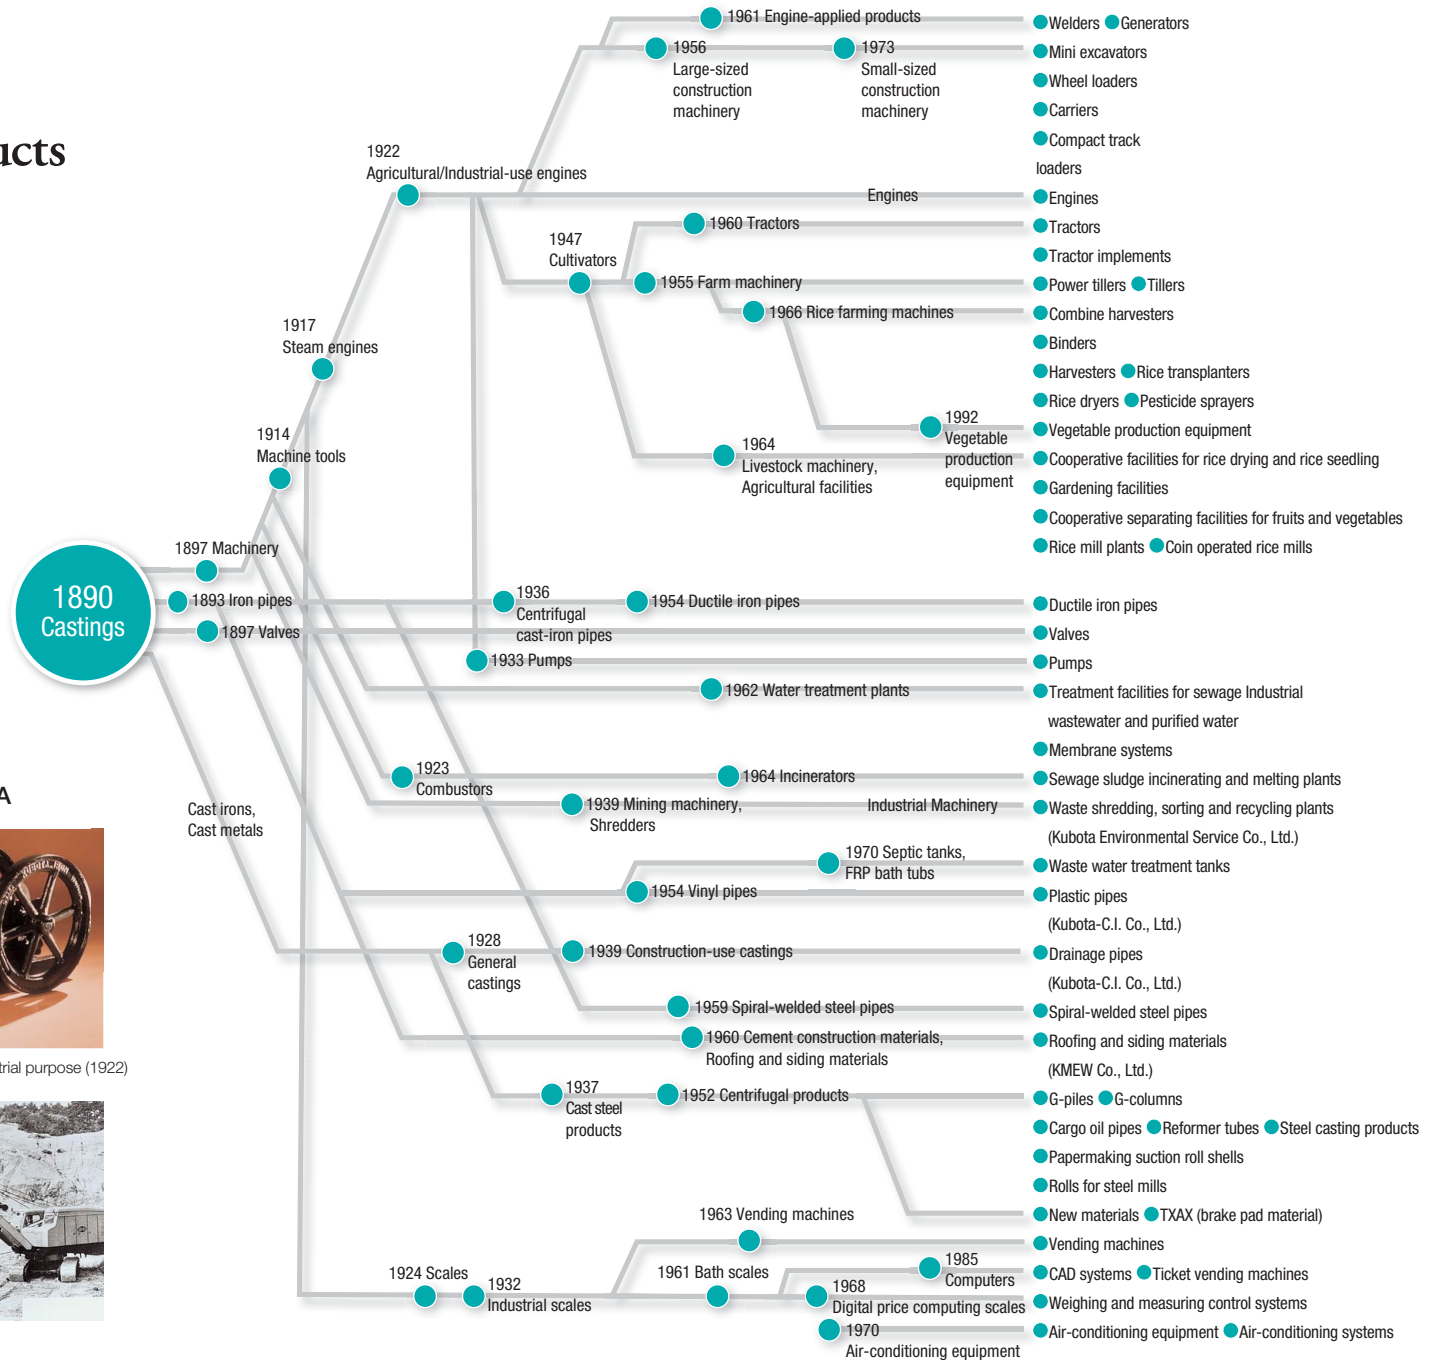 ucts
1961 Engine-applied products
1956
Large-sized
construction
machinery
1973
Small-sized
construction
machinery
1922
Agricultural/Industrial-use engines
Engines
1960 Tractors
1947
Cultivators
1955 Farm machinery
1966 Rice farming machines
1917
Steam engines
1914
Machine tools
1992
Vegetable
production
equipment
1964
Livestock machinery,
Agricultural facilities
1897 Machinery
1890
Castings
1893 Iron pipes
1897 Valves
1936
Centrifugal
cast-iron pipes
1954 Ductile iron pipes
1933 Pumps
1962 Water treatment plants
1923
Combustors
1964 Incinerators
1939 Mining machinery,
Shredders
Industrial Machinery
Cast irons,
Cast metals
1970 Septic tanks,
FRP bath tubs
1954 Vinyl pipes
1928
General
castings
1939 Construction-use castings
1959 Spiral-welded steel pipes
1960 Cement construction materials,
Roofing and siding materials
1937
Cast steel
products
1952 Centrifugal products
1963 Vending machines
1924 Scales
1932
Industrial scales
1961 Bath scales
1985
Computers
1968
Digital price computing scales
1970
Air-conditioning equipment
Welders Generators
Mini excavators
Wheel loaders
Carriers
Compact track
loaders
Engines
Tractors
Tractor implements
Power tillers Tillers
Combine harvesters
Binders
Harvesters Rice transplanters
Rice dryers Pesticide sprayers
Vegetable production equipment
Cooperative facilities for rice drying and rice seedling
Gardening facilities
Cooperative separating facilities for fruits and vegetables
Rice mill plants Coin operated rice mills
Ductile iron pipes
Valves
Pumps
Treatment facilities for sewage Industrial
wastewater and purified water
Membrane systems
Sewage sludge incinerating and melting plants
Waste shredding, sorting and recycling plants
(Kubota Environmental Service Co., Ltd.)
Waste water treatment tanks
Plastic pipes
(Kubota-C.I. Co., Ltd.)
Drainage pipes
(Kubota-C.I. Co., Ltd.)
Spiral-welded steel pipes
Roofing and siding materials
(KMEW Co., Ltd.)
G-piles G-columns
Cargo oil pipes Reformer tubes Steel casting products
Papermaking suction roll shells
Rolls for steel mills
New materials TXAX (brake pad material)
Vending machines
CAD systems Ticket vending machines
Weighing and measuring control systems
Air-conditioning equipment Air-conditioning systems
A
trial purpose (1922)